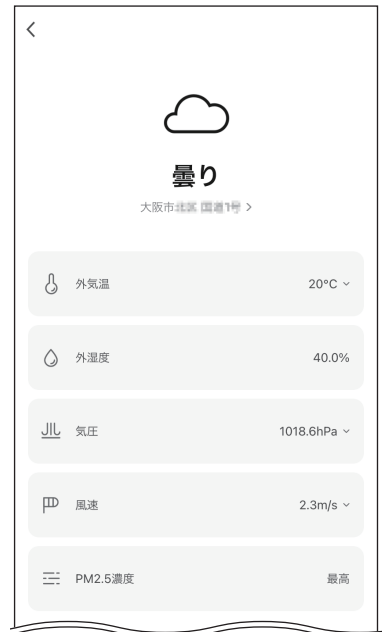 曇り
大阪市
外気温
20°C
外湿度
40.0%
気圧
1018.6hPa
風速
2.3m/s
PM2.5濃度
最高